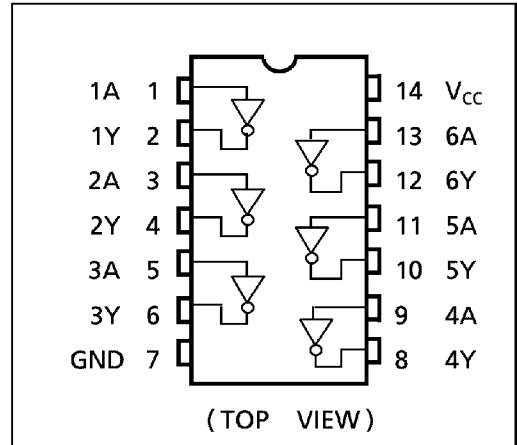 1A 1
1Y 2
2A 3
2Y 4
3A 5
3Y 6
GND 7
14 VCC
13 6A
12 6Y
11 5A
10 5Y
9 4A
8 4Y
(TOP VIEW)